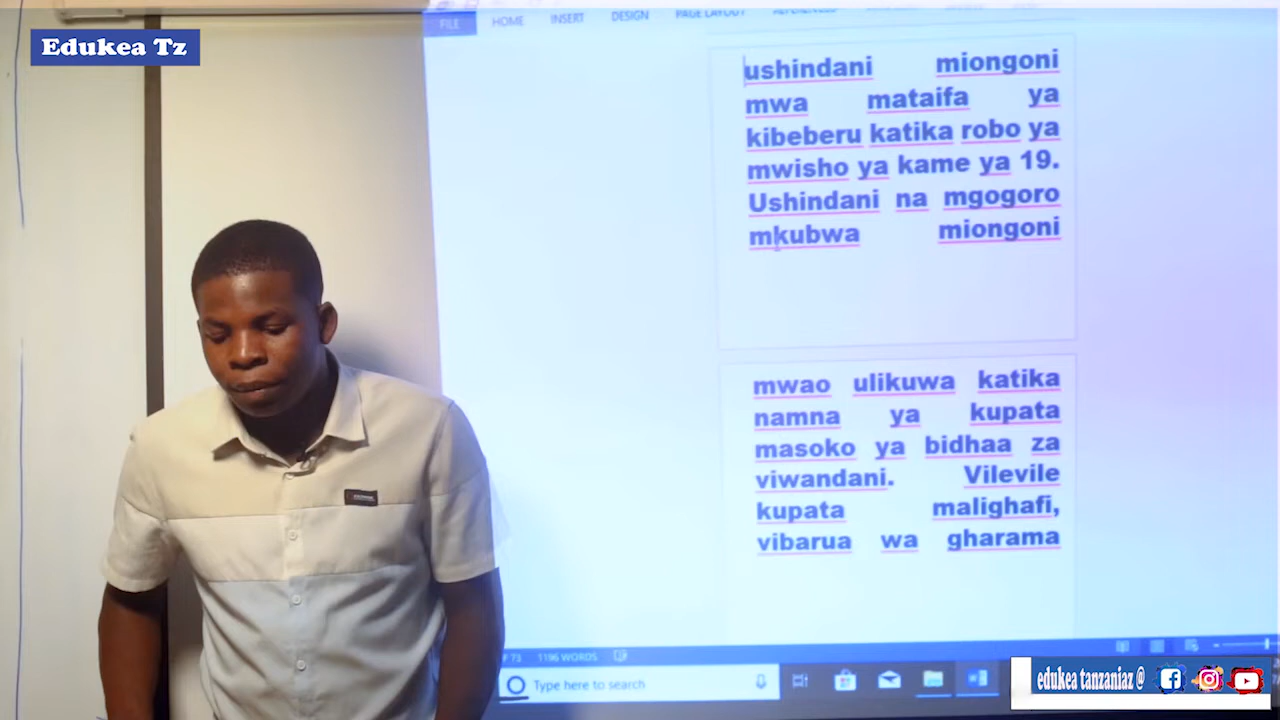 Edukea Tz
FILE HOME INSERT DESIGN PAGE LAYOUT
ushindani miongoni
mwa mataifa ya
kibeberu katika robo ya
mwisho ya kame ya 19.
Ushindani na mgogoro
mkubwa miongoni
mwao ulikuwa katika
namna ya kupata
masoko ya bidhaa za
viwandani. Vilevile
kupata malighafi,
vibarua wa gharama
F 73 1196 WORDS
Type here to search
edukea tanzaniaz @